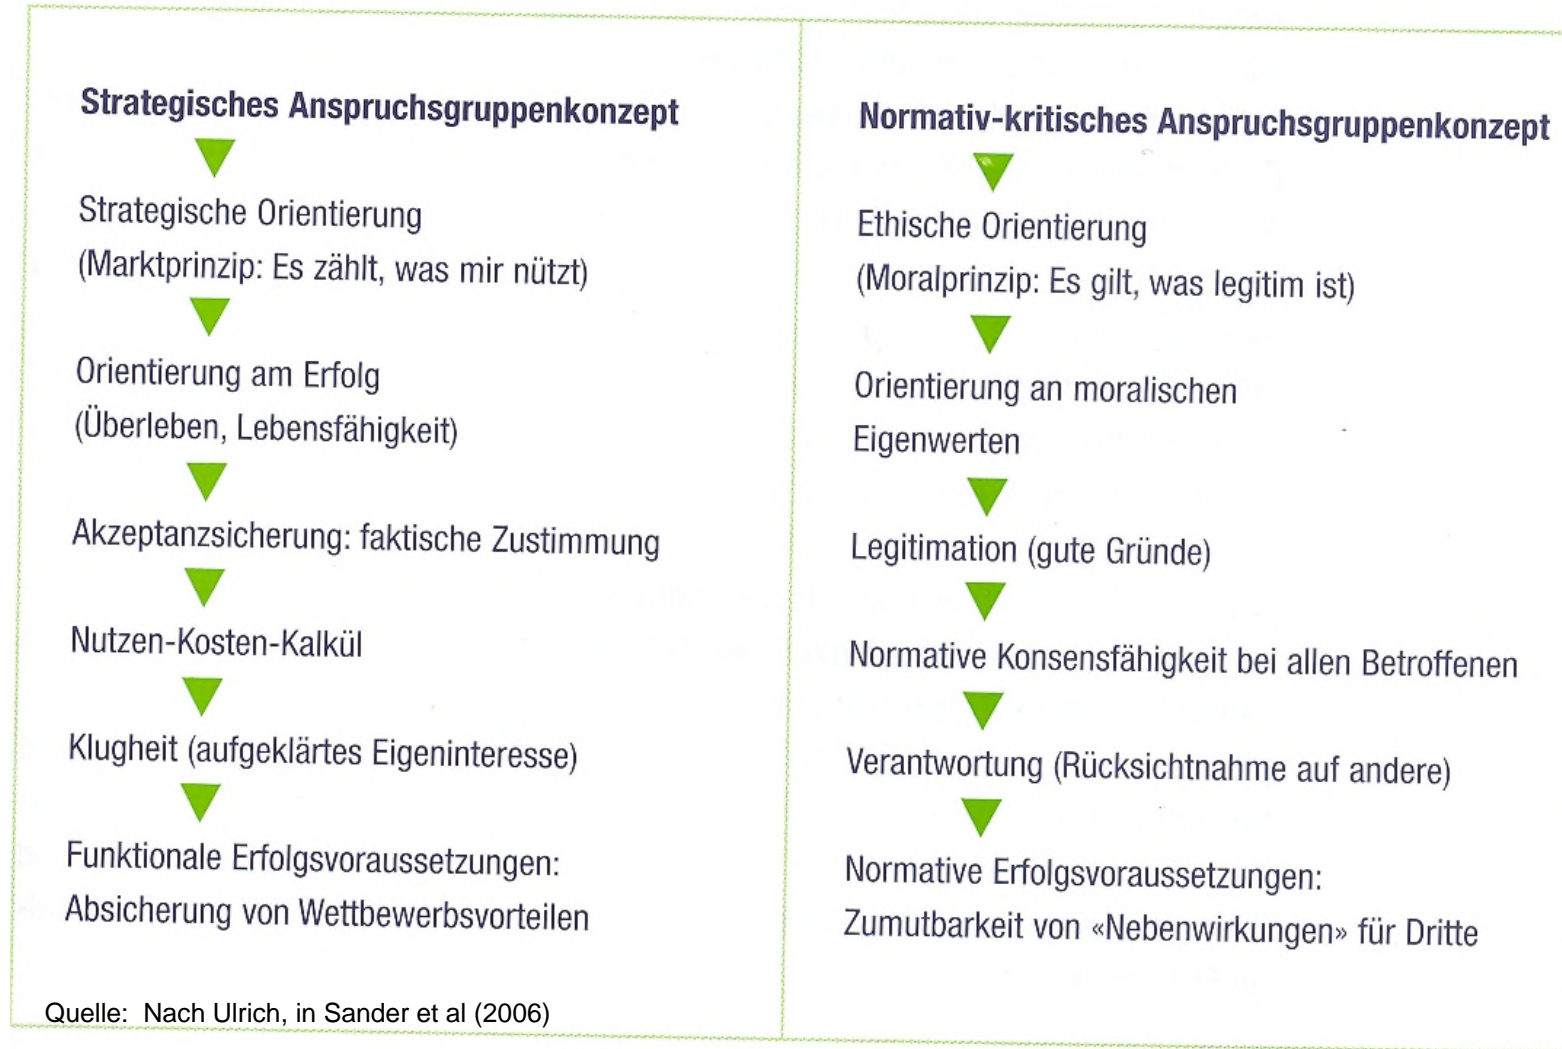 Strategisches Anspruchsgruppenkonzept
Strategische Orientierung
(Marktprinzip: Es zählt, was mir nützt)
Orientierung am Erfolg
(Überleben, Lebensfähigkeit)
Akzeptanzsicherung: faktische Zustimmung
Nutzen-Kosten-Kalkül
Klugheit (aufgeklärtes Eigeninteresse)
Funktionale Erfolgsvoraussetzungen:
Absicherung von Wettbewerbsvorteilen
Normativ-kritisches Anspruchsgruppenkonzept
Ethische Orientierung
(Moralprinzip: Es gilt, was legitim ist)
Orientierung an moralischen
Eigenwerten
Legitimation (gute Gründe)
Normative Konsensfähigkeit bei allen Betroffenen
Verantwortung (Rücksichtnahme auf andere)
Normative Erfolgsvoraussetzungen:
Zumutbarkeit von «Nebenwirkungen» für Dritte
Quelle: Nach Ulrich, in Sander et al (2006)